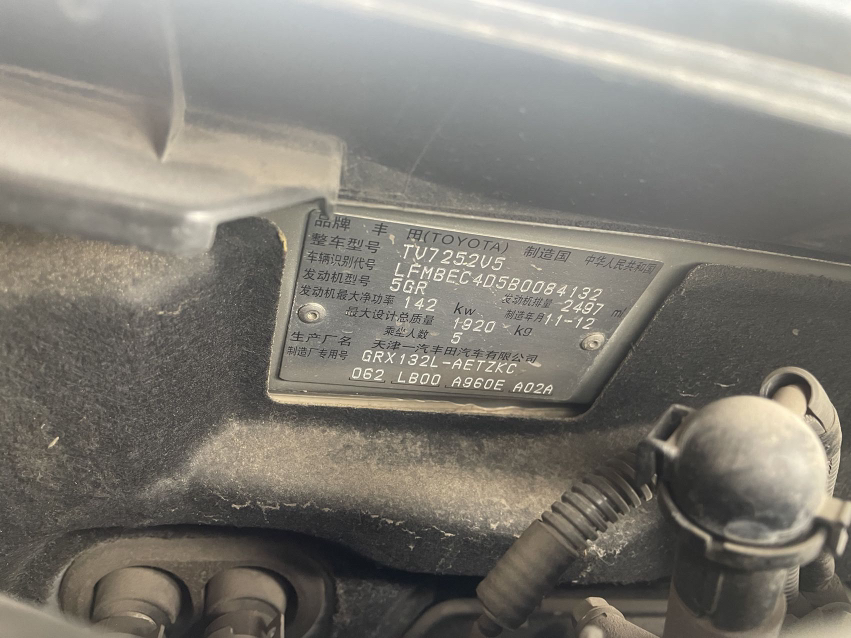 品牌 丰田(TOYOTA) 制造国 中华人民共和国
整车型号 TV7252V5
车辆识别代号 LFMBEC4D5B0084132
发动机型号 5GR 发动机排量 2497 ml
发动机最大净功率 142 kw 制造年月 11-12
最大设计总质量 1920 kg
乘坐人数 5
生产厂名 天津一汽丰田汽车有限公司
制造厂专用号 GRX132L-AETZKC
062 LB00 A960E A02A